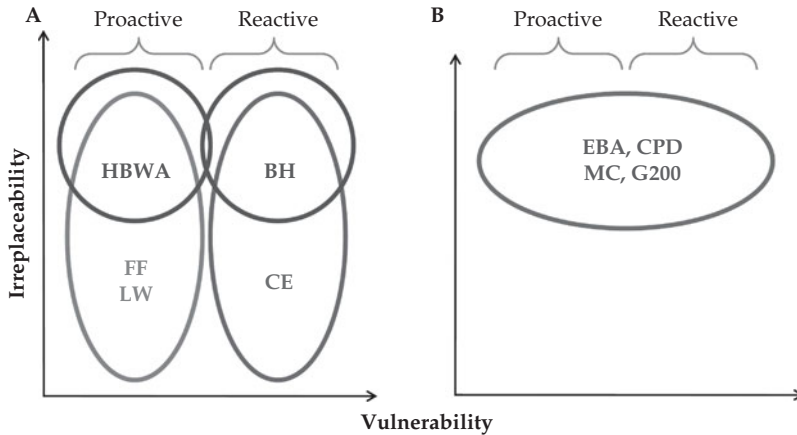 A
Proactive
Reactive
Irreplaceability
HBWA
BH
FF
LW
CE
B
Proactive
Reactive
EBA, CPD
MC, G200
Vulnerability